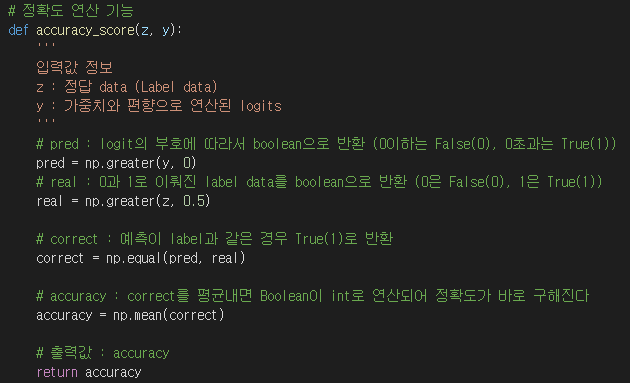 # 정확도 연산 기능
def accuracy_score(z, y):
    '''
    입력값 정보
    z : 정답 data (Label data)
    y : 가중치와 편향으로 연산된 logits
    '''
    # pred : logit의 부호에 따라서 boolean으로 반환 (0이하는 False(0), 0초과는 True(1))
    pred = np.greater(y, 0)
    # real : 0과 1로 이뤄진 label data를 boolean으로 반환 (0은 False(0), 1은 True(1))
    real = np.greater(z, 0.5)
    # correct : 예측이 label과 같은 경우 True(1)로 반환
    correct = np.equal(pred, real)
    # accuracy : correct를 평균내면 Boolean이 int로 연산되어 정확도가 바로 구해진다
    accuracy = np.mean(correct)
    # 출력값 : accuracy
    return accuracy